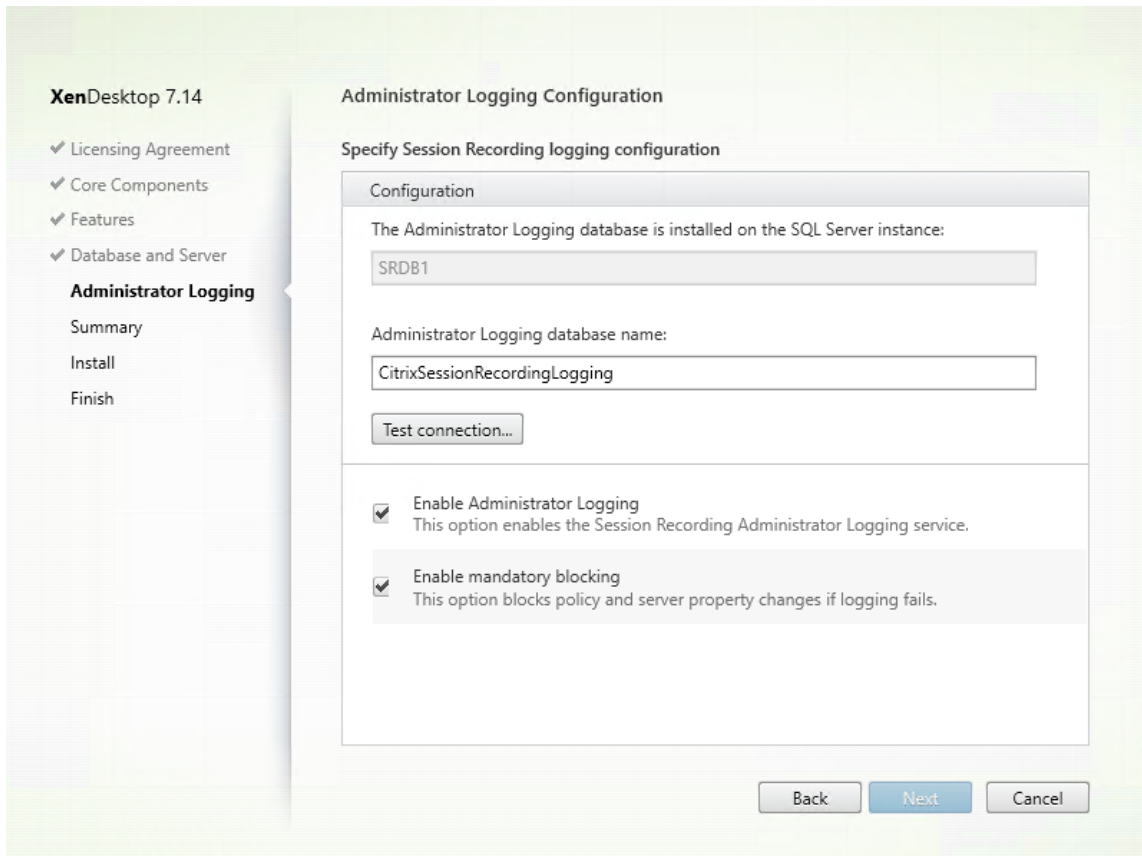 XenDesktop 7.14
Licensing Agreement
Core Components
Features
Database and Server
Administrator Logging
Summary
Install
Finish
Administrator Logging Configuration
Specify Session Recording logging configuration
Configuration
The Administrator Logging database is installed on the SQL Server instance:
SRDB1
Administrator Logging database name:
CitrixSessionRecordingLogging
Test connection...
Enable Administrator Logging
This option enables the Session Recording Administrator Logging service.
Enable mandatory blocking
This option blocks policy and server property changes if logging fails.
Back
Next
Cancel